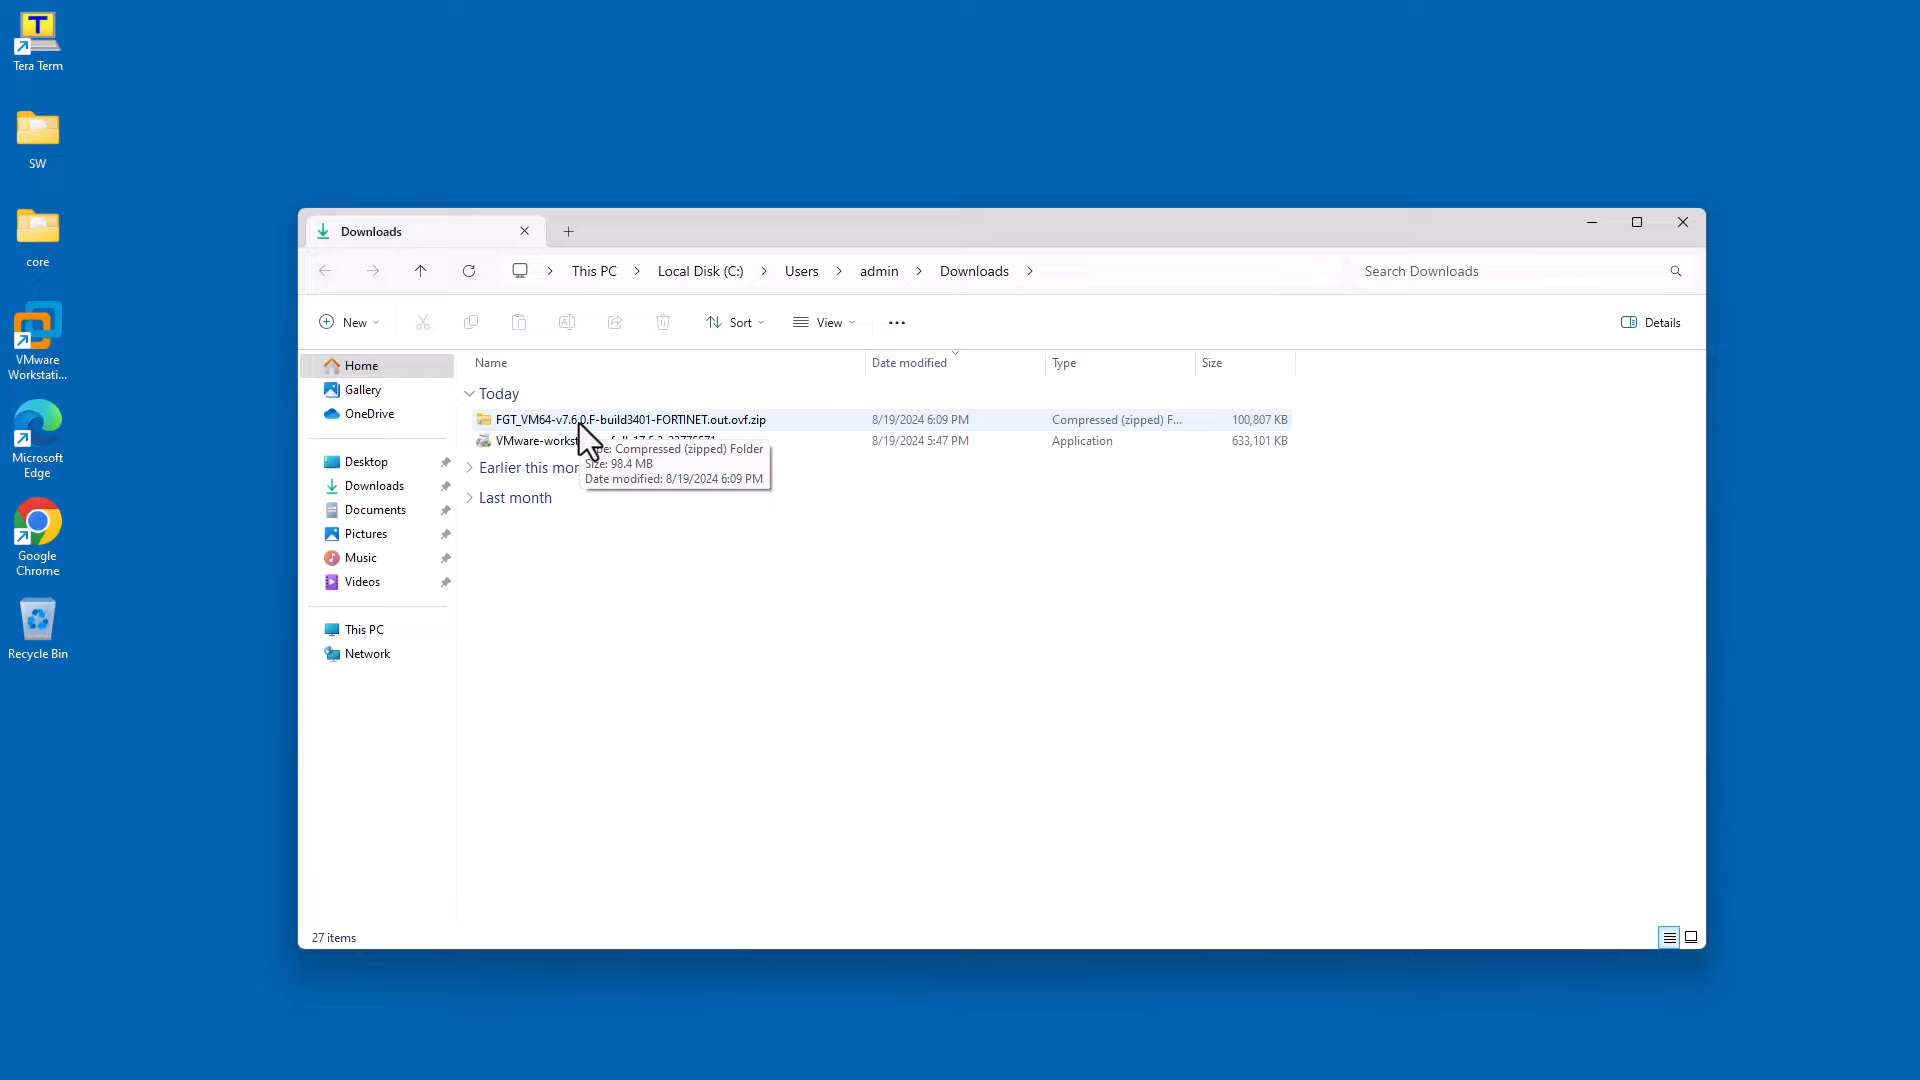 T
Tera Term
SW
core
VMware
Workstati...
Microsoft
Edge
Google
Chrome
Recycle Bin
Downloads
This PC
Local Disk (C:)
Users
admin
Downloads
Search Downloads
New
Sort
View
Details
Home
Gallery
OneDrive
Desktop
Downloads
Documents
Pictures
Music
Videos
This PC
Network
Name
Date modified
Type
Size
Today
FGT_VM64-v7.6.0.F-build3401-FORTINET.out.ovf.zip
8/19/2024 6:09 PM
Compressed (zipped) F...
100,807 KB
8/19/2024 5:47 PM
Application
633,101 KB
Compressed (zipped) Folder
Size: 98.4 MB
Date modified: 8/19/2024 6:09 PM
Earlier this
Last month
27 items